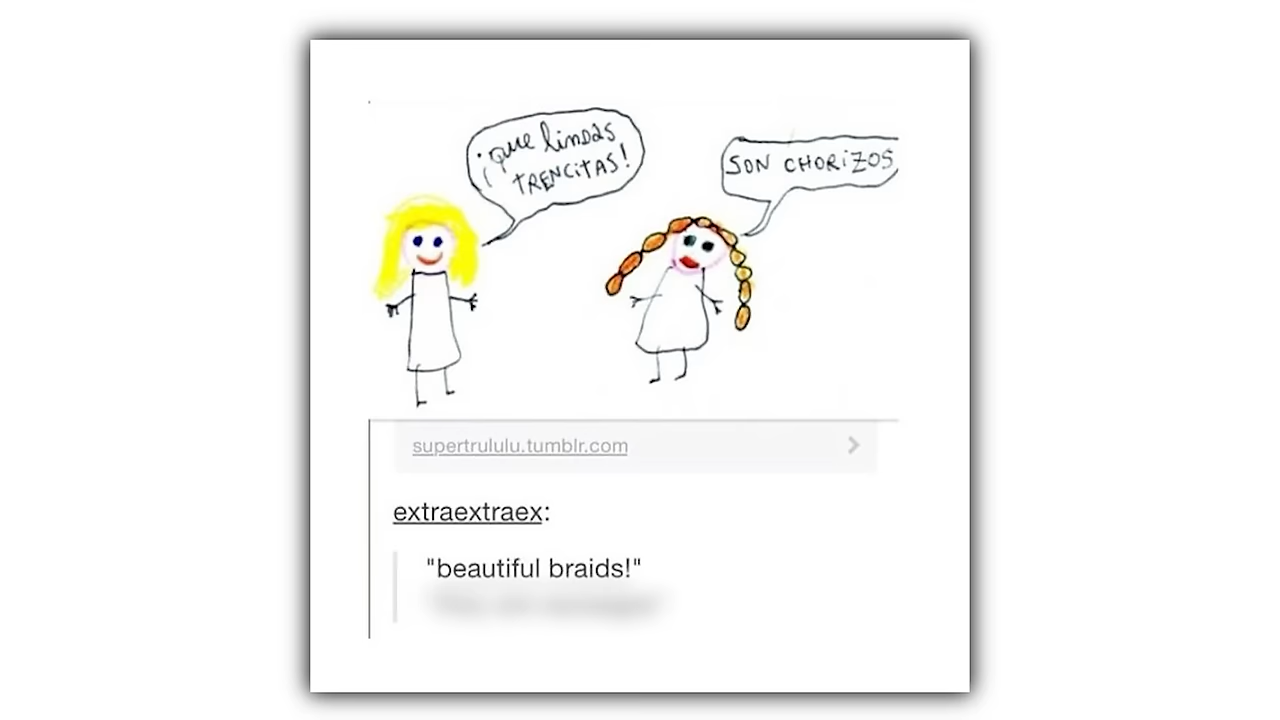 ¡que lindas
TRENCITAS!
SON CHORIZOS
supertrululu.tumblr.com
extraextraex:
"beautiful braids!"